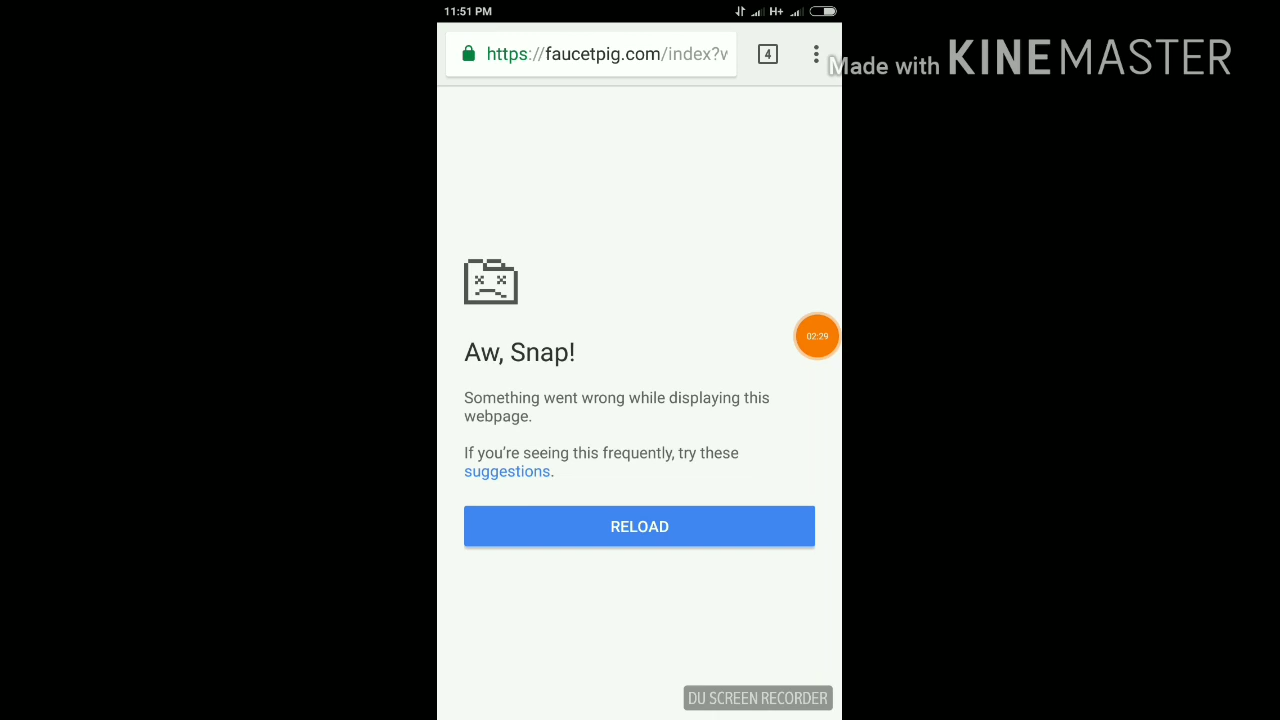 11:51 PM
H+
https://faucetpig.com/index?v
4
Made with KINEMASTER
Aw, Snap!
02:29
Something went wrong while displaying this
webpage.
If you're seeing this frequently, try these
suggestions.
RELOAD
DU SCREEN RECORDER